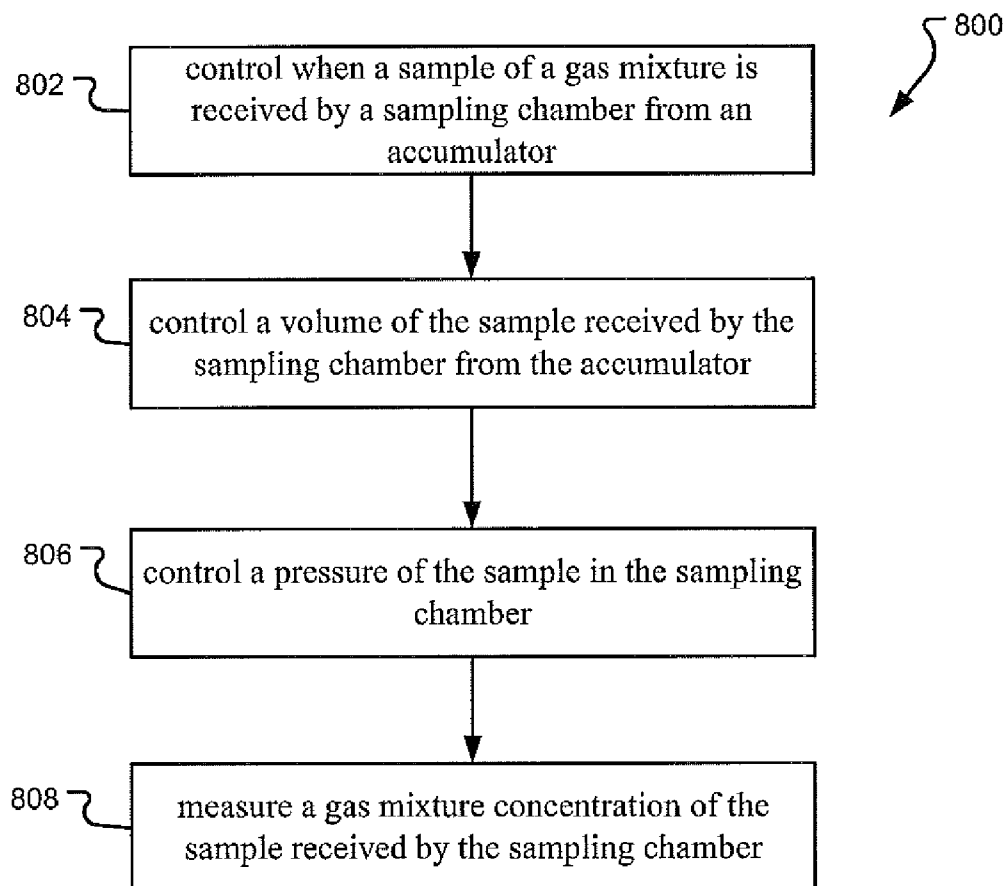 800
802
control when a sample of a gas mixture is
received by a sampling chamber from an
accumulator
804
control a volume of the sample received by the
sampling chamber from the accumulator
806
control a pressure of the sample in the sampling
chamber
808
measure a gas mixture concentration of the
sample received by the sampling chamber